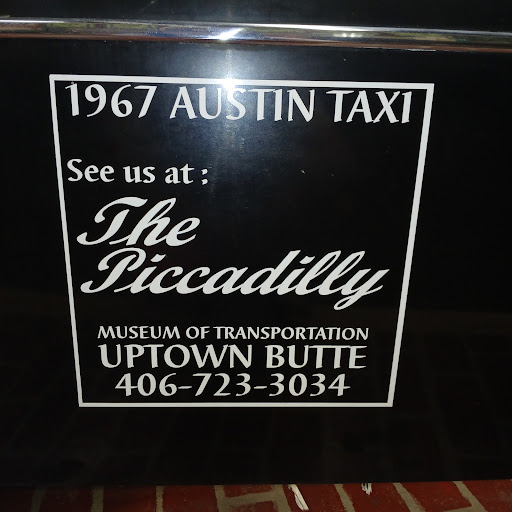 1967 AUSTIN TAXI
See us at :
The
Piccadilly
MUSEUM OF TRANSPORTATION
UPTOWN BUTTE
406-723-3034